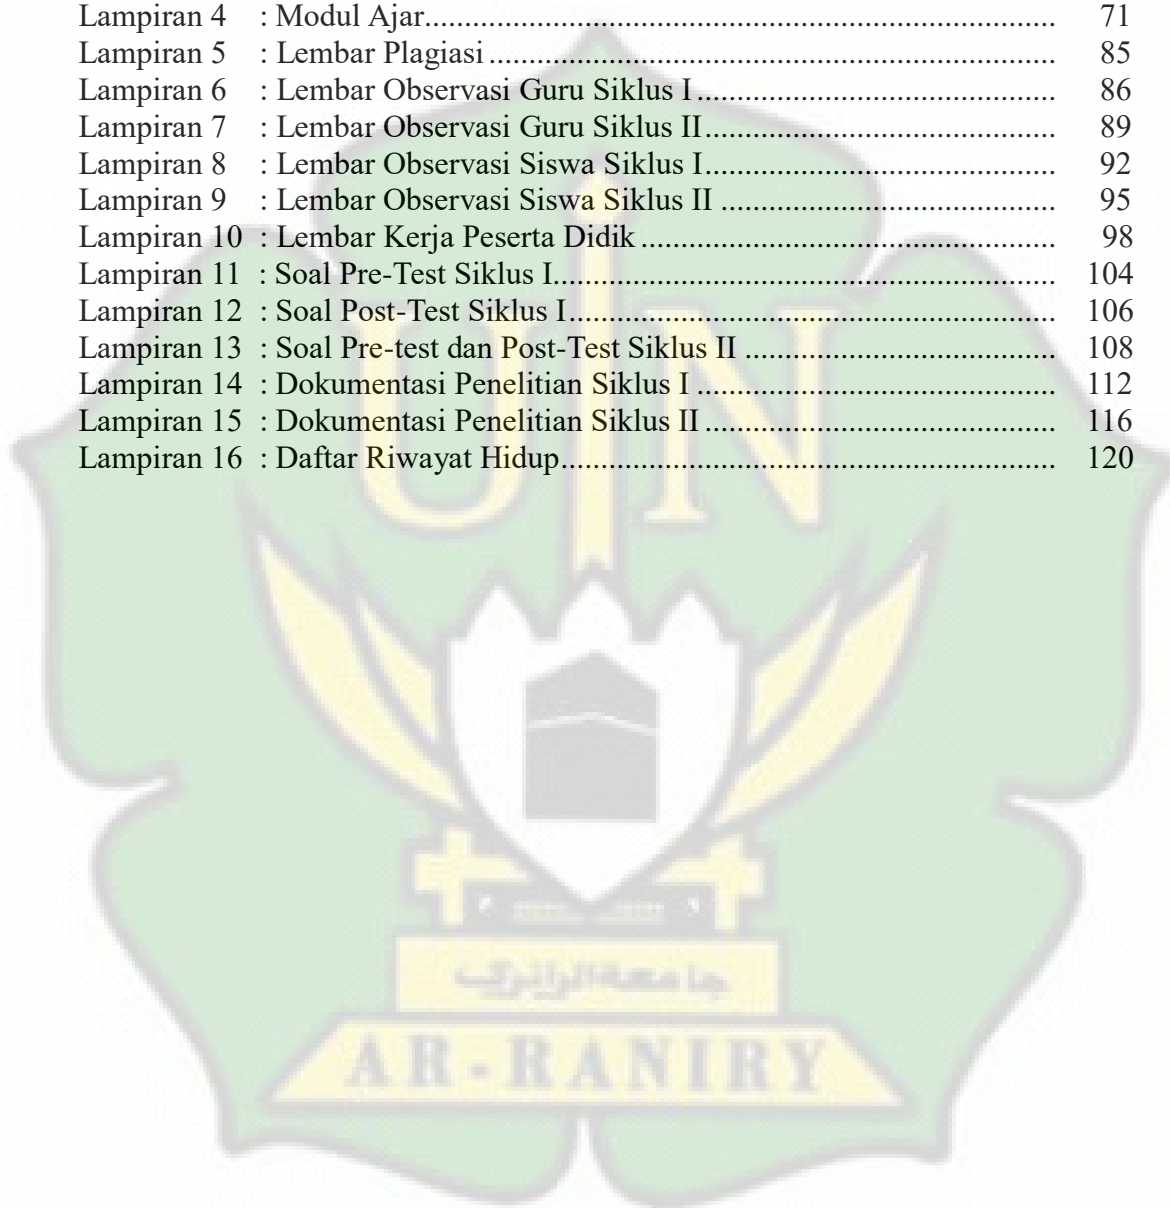 Lampiran 4 : Modul Ajar............................................................................... 71
Lampiran 5 : Lembar Plagiasi....................................................................... 85
Lampiran 6 : Lembar Observasi Guru Siklus I............................................. 86
Lampiran 7 : Lembar Observasi Guru Siklus II............................................ 89
Lampiran 8 : Lembar Observasi Siswa Siklus I............................................ 92
Lampiran 9 : Lembar Observasi Siswa Siklus II .......................................... 95
Lampiran 10 : Lembar Kerja Peserta Didik.................................................... 98
Lampiran 11 : Soal Pre-Test Siklus I............................................................... 104
Lampiran 12 : Soal Post-Test Siklus I............................................................. 106
Lampiran 13 : Soal Pre-test dan Post-Test Siklus II ....................................... 108
Lampiran 14 : Dokumentasi Penelitian Siklus I ............................................. 112
Lampiran 15 : Dokumentasi Penelitian Siklus II ............................................ 116
Lampiran 16 : Daftar Riwayat Hidup.............................................................. 120
UIN
جامعة الرانري
AR-RANIRY